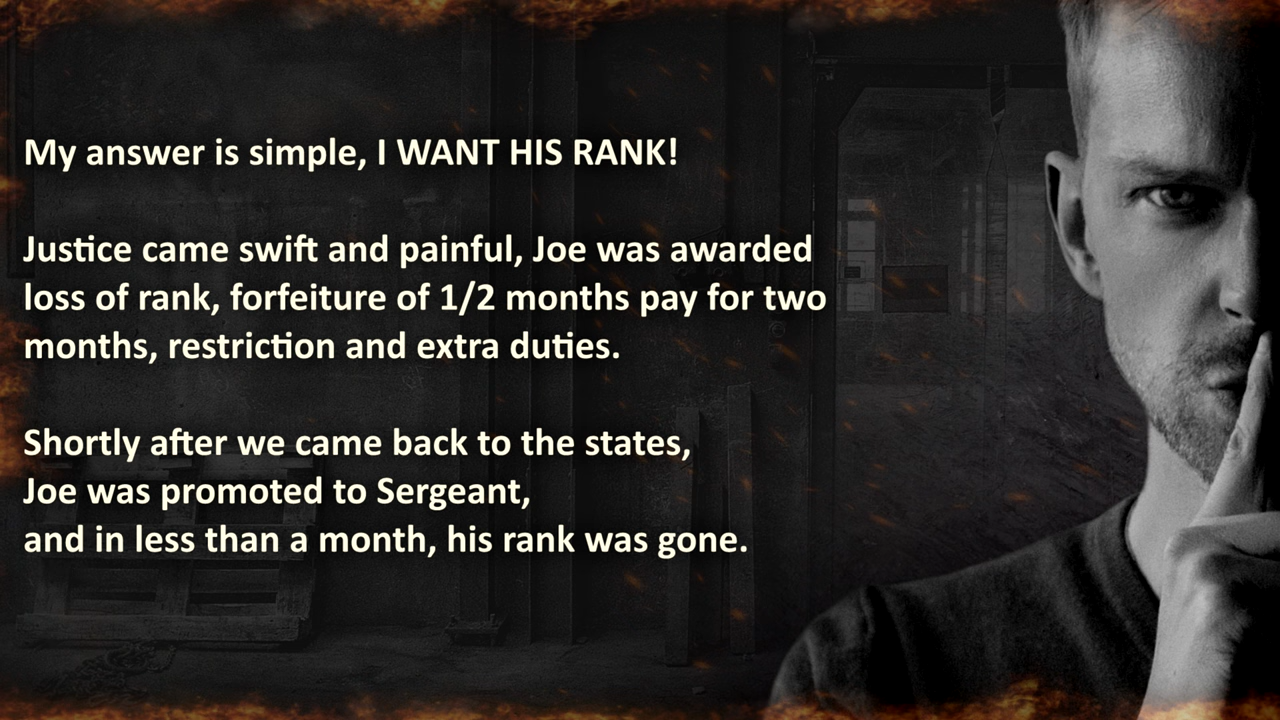 My answer is simple, I WANT HIS RANK!
Justice came swift and painful, Joe was awarded
loss of rank, forfeiture of 1/2 months pay for two
months, restriction and extra duties.
Shortly after we came back to the states,
Joe was promoted to Sergeant,
and in less than a month, his rank was gone.